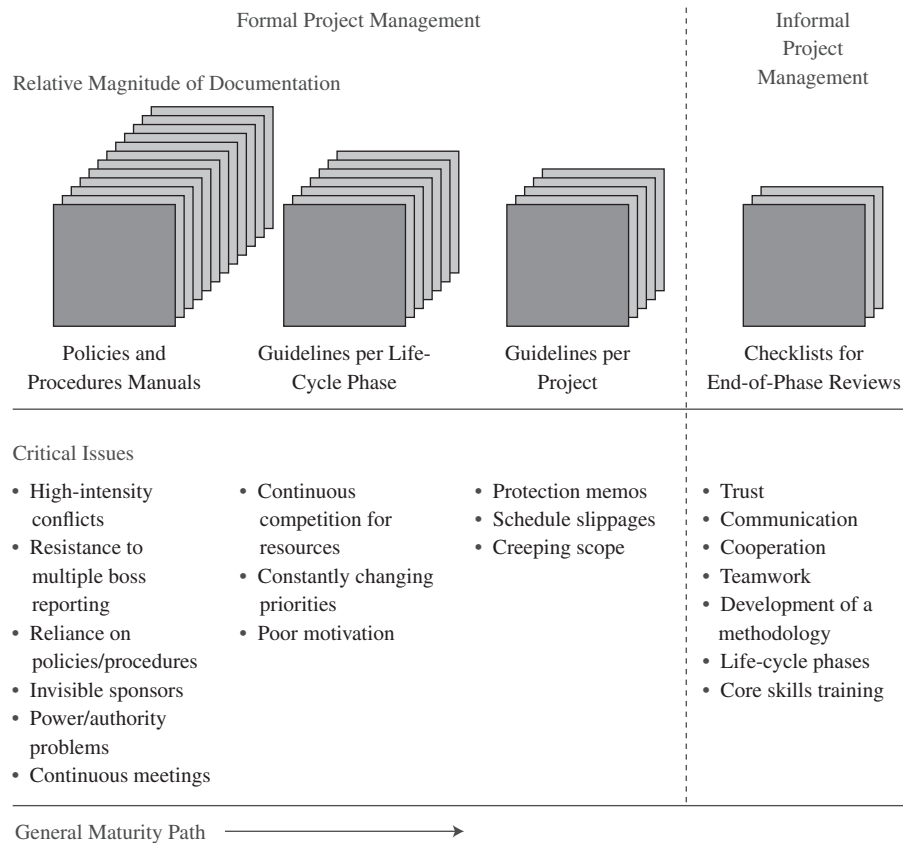 Formal Project Management
Informal
Project
Management
Relative Magnitude of Documentation
Policies and
Procedures Manuals
Guidelines per Life-
Cycle Phase
Guidelines per
Project
Checklists for
End-of-Phase Reviews
Critical Issues
• High-intensity
conflicts
• Resistance to
multiple boss
reporting
• Reliance on
policies/procedures
• Invisible sponsors
• Power/authority
problems
• Continuous meetings
• Continuous
competition for
resources
• Constantly changing
priorities
• Poor motivation
• Protection memos
• Schedule slippages
• Creeping scope
• Trust
• Communication
• Cooperation
• Teamwork
• Development of a
methodology
• Life-cycle phases
• Core skills training
General Maturity Path